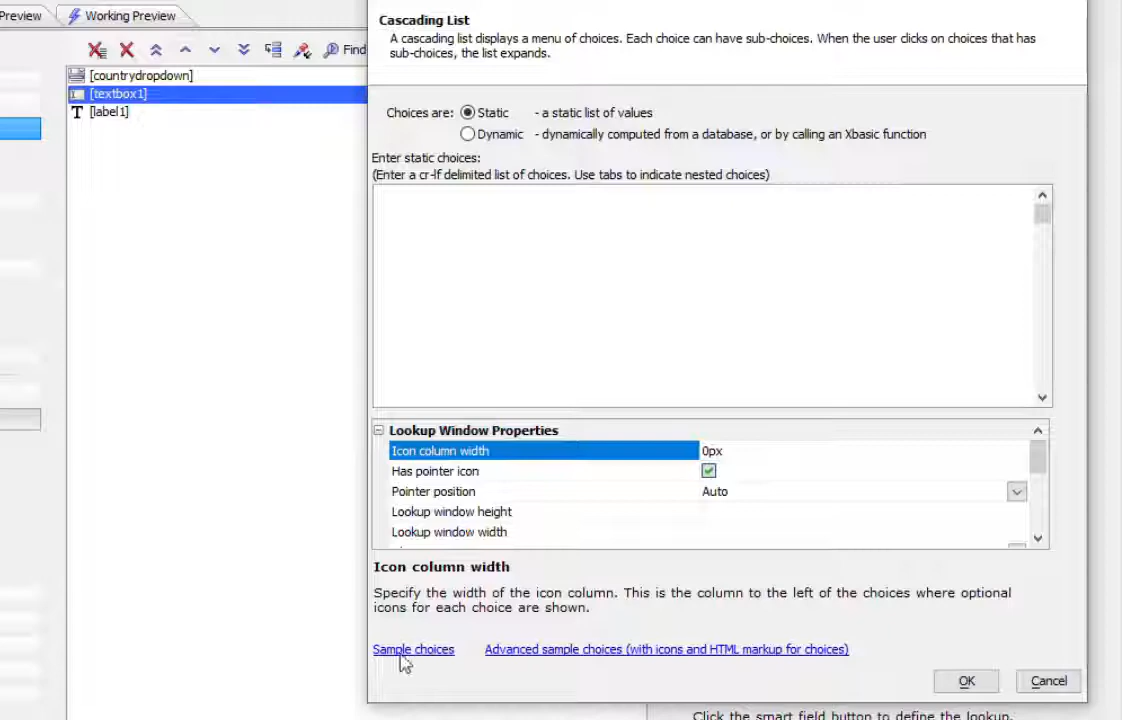 Preview
Working Preview
Find
[countrydropdown]
[textbox1]
T [label1]
Cascading List
A cascading list displays a menu of choices. Each choice can have sub-choices. When the user clicks on choices that has
sub-choices, the list expands.
Choices are: Static - a static list of values
Dynamic - dynamically computed from a database, or by calling an Xbasic function
Enter static choices:
(Enter a cr-lf delimited list of choices. Use tabs to indicate nested choices)
Lookup Window Properties
Icon column width 0px
Has pointer icon
Pointer position Auto
Lookup window height
Lookup window width
Icon column width
Specify the width of the icon column. This is the column to the left of the choices where optional
icons for each choice are shown.
Sample choices Advanced sample choices (with icons and HTML markup for choices)
OK Cancel
Click the smart field button to define the lookup.